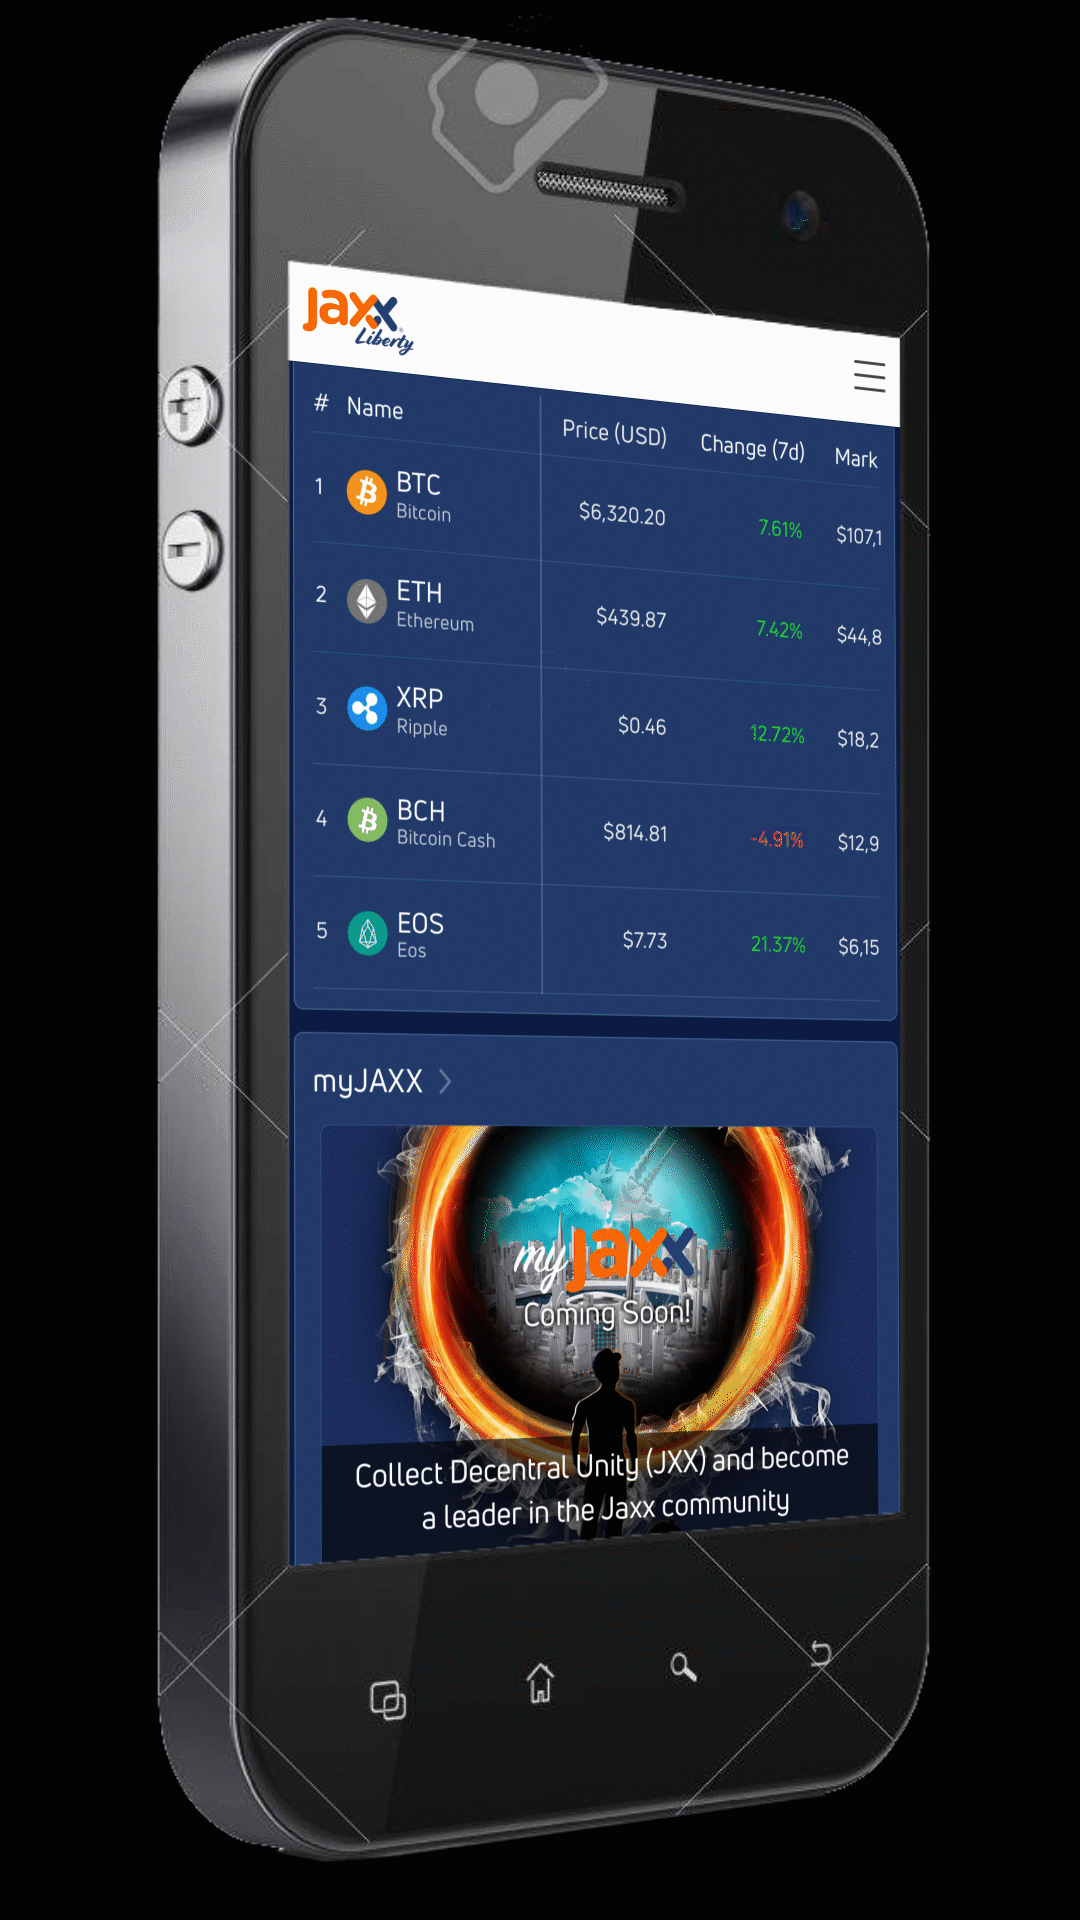 Jaxx
Liberty
# Name Price (USD) Change (7d) Mark
1 BTC $6,320.20 7.61% $107,1
Bitcoin
2 ETH $439.87 7.42% $44,8
Ethereum
3 XRP $0.46 12.72% $18,2
Ripple
4 BCH $814.81 -4.91% $12,9
Bitcoin Cash
5 EOS $7.73 21.37% $6,15
Eos
myJAXX
my Jaxx
Coming Soon!
Collect Decentral Unity (JXX) and become
a leader in the Jaxx community